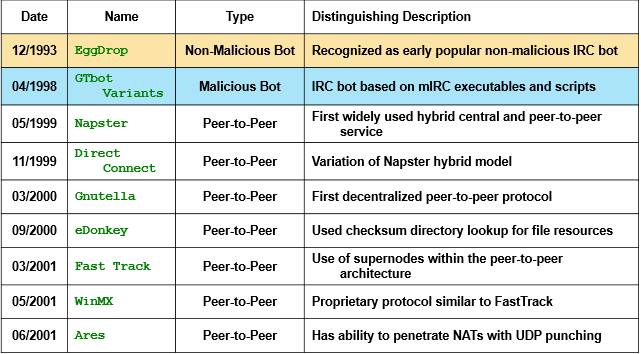 Date Name Type Distinguishing Description
12/1993 EggDrop Non-Malicious Bot Recognized as early popular non-malicious IRC bot
04/1998 GTbot Variants Malicious Bot IRC bot based on mIRC executables and scripts
05/1999 Napster Peer-to-Peer First widely used hybrid central and peer-to-peer service
11/1999 Direct Connect Peer-to-Peer Variation of Napster hybrid model
03/2000 Gnutella Peer-to-Peer First decentralized peer-to-peer protocol
09/2000 eDonkey Peer-to-Peer Used checksum directory lookup for file resources
03/2001 Fast Track Peer-to-Peer Use of supernodes within the peer-to-peer architecture
05/2001 WinMX Peer-to-Peer Proprietary protocol similar to FastTrack
06/2001 Ares Peer-to-Peer Has ability to penetrate NATs with UDP punching